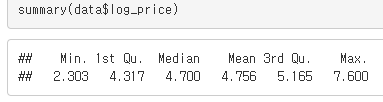 summary(data$log_price)
##    Min. 1st Qu.  Median    Mean 3rd Qu.    Max.
##   2.303   4.317   4.700   4.756   5.165   7.600